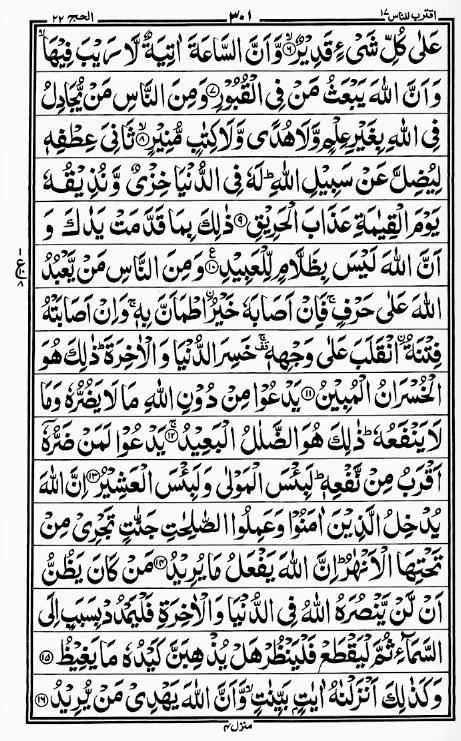 اقترب للناس ١٧ ٣٠١ الحج ٢٢
عَلٰى كُلِّ شَىْءٍ قَدِيْرٌ ۙ﴿٦﴾ وَّاَنَّ السَّاعَةَ اٰتِيَةٌ لَّا رَيْبَ فِيْهَا ۙ
وَاَنَّ اللّٰهَ يَبْعَثُ مَنْ فِى الْقُبُوْرِ ﴿٧﴾ وَمِنَ النَّاسِ مَنْ يُّجَادِلُ
فِى اللّٰهِ بِغَيْرِ عِلْمٍ وَّلَا هُدًى وَّلَا كِتٰبٍ مُّنِيْرٍ ۙ﴿٨﴾ ثَانِىَ عِطْفِهٖ
لِيُضِلَّ عَنْ سَبِيْلِ اللّٰهِ ؕ لَهٗ فِى الدُّنْيَا خِزْىٌ وَّنُذِيْقُهٗ
يَوْمَ الْقِيٰمَةِ عَذَابَ الْحَرِيْقِ ﴿٩﴾ ذٰلِكَ بِمَا قَدَّمَتْ يَدٰكَ وَ
اَنَّ اللّٰهَ لَيْسَ بِظَلَّامٍ لِّلْعَبِيْدِ ﴿١٠﴾ وَمِنَ النَّاسِ مَنْ يَّعْبُدُ
اللّٰهَ عَلٰى حَرْفٍ ۚ فَاِنْ اَصَابَهٗ خَيْرُ ۨاطْمَاَنَّ بِهٖ ۚ وَاِنْ اَصَابَتْهُ
فِتْنَةُ ۨانْقَلَبَ عَلٰى وَجْهِهٖ ۚ خَسِرَ الدُّنْيَا وَالْاٰخِرَةَ ؕ ذٰلِكَ هُوَ
الْخُسْرَانُ الْمُبِيْنُ ﴿١١﴾ يَدْعُوْا مِنْ دُوْنِ اللّٰهِ مَا لَا يَضُرُّهٗ وَمَا
لَا يَنْفَعُهٗ ؕ ذٰلِكَ هُوَ الضَّلٰلُ الْبَعِيْدُ ۚ﴿١٢﴾ يَدْعُوْا لَمَنْ ضَرُّهٗۤ
اَقْرَبُ مِنْ نَّفْعِهٖ ؕ لَبِئْسَ الْمَوْلٰى وَلَبِئْسَ الْعَشِيْرُ ﴿١٣﴾ اِنَّ اللّٰهَ
يُدْخِلُ الَّذِيْنَ اٰمَنُوْا وَعَمِلُوا الصّٰلِحٰتِ جَنّٰتٍ تَجْرِىْ مِنْ
تَحْتِهَا الْاَنْهٰرُ ؕ اِنَّ اللّٰهَ يَفْعَلُ مَا يُرِيْدُ ﴿١٤﴾ مَنْ كَانَ يَظُنُّ
اَنْ لَّنْ يَّنْصُرَهُ اللّٰهُ فِى الدُّنْيَا وَالْاٰخِرَةِ فَلْيَمْدُدْ بِسَبَبٍ اِلَى
السَّمَآءِ ثُمَّ لْيَقْطَعْ فَلْيَنْظُرْ هَلْ يُذْهِبَنَّ كَيْدُهٗ مَا يَغِيْظُ ﴿١٥﴾
وَكَذٰلِكَ اَنْزَلْنٰهُ اٰيٰتٍۢ بَيِّنٰتٍ ۙ وَّاَنَّ اللّٰهَ يَهْدِىْ مَنْ يُّرِيْدُ ﴿١٦﴾
ع ١ ٨
منزل ٤